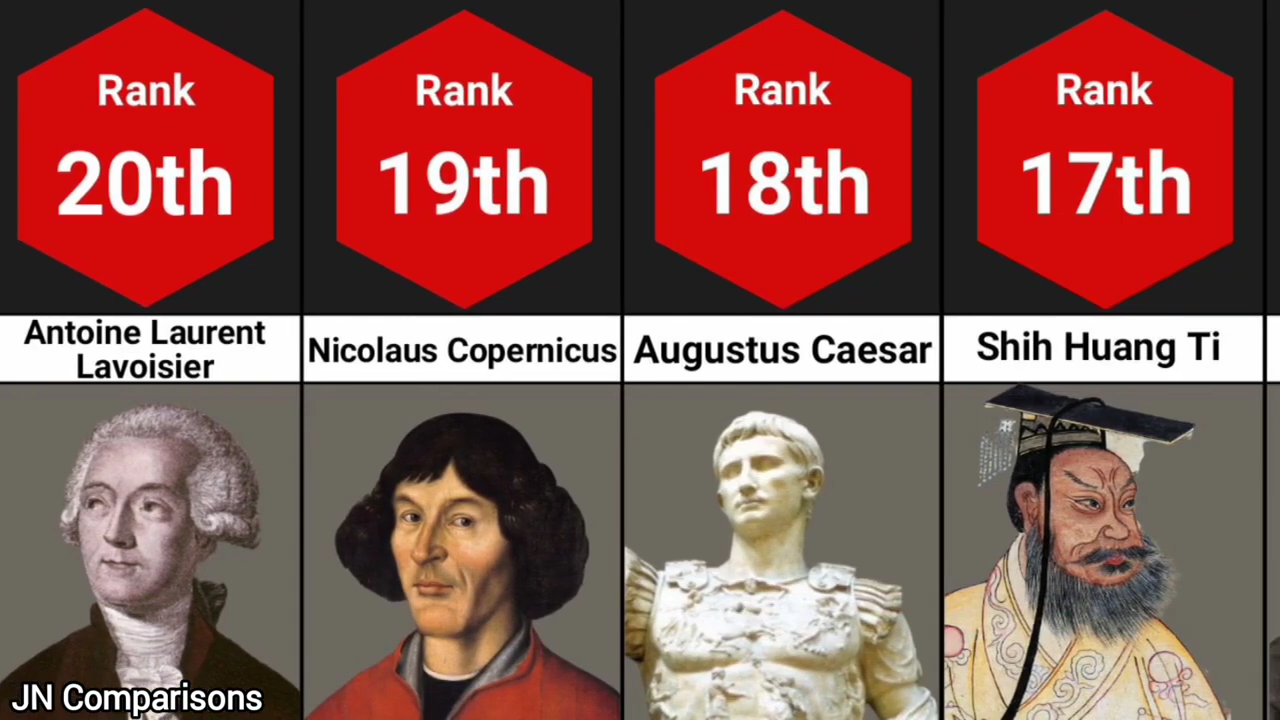 Rank
20th
Rank
19th
Rank
18th
Rank
17th
Antoine Laurent
Lavoisier
Nicolaus Copernicus
Augustus Caesar
Shih Huang Ti
JN Comparisons